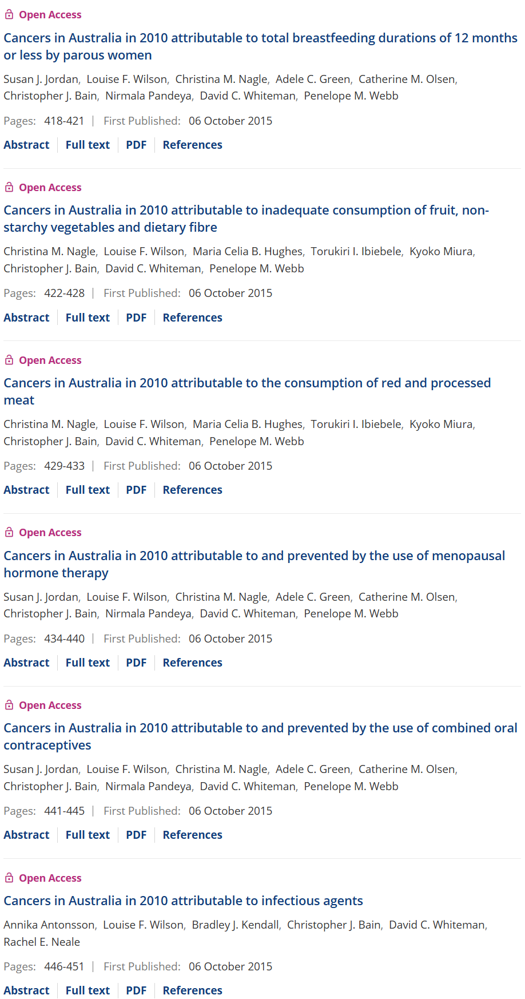 Open Access
Cancers in Australia in 2010 attributable to total breastfeeding durations of 12 months
or less by parous women
Susan J. Jordan, Louise F. Wilson, Christina M. Nagle, Adele C. Green, Catherine M. Olsen,
Christopher J. Bain, Nirmala Pandeya, David C. Whiteman, Penelope M. Webb
Pages: 418-421 | First Published: 06 October 2015
Abstract | Full text | PDF | References
Open Access
Cancers in Australia in 2010 attributable to inadequate consumption of fruit, non-
starchy vegetables and dietary fibre
Christina M. Nagle, Louise F. Wilson, Maria Celia B. Hughes, Torukiri I. Ibiebele, Kyoko Miura,
Christopher J. Bain, David C. Whiteman, Penelope M. Webb
Pages: 422-428 | First Published: 06 October 2015
Abstract | Full text | PDF | References
Open Access
Cancers in Australia in 2010 attributable to the consumption of red and processed
meat
Christina M. Nagle, Louise F. Wilson, Maria Celia B. Hughes, Torukiri I. Ibiebele, Kyoko Miura,
Christopher J. Bain, David C. Whiteman, Penelope M. Webb
Pages: 429-433 | First Published: 06 October 2015
Abstract | Full text | PDF | References
Open Access
Cancers in Australia in 2010 attributable to and prevented by the use of menopausal
hormone therapy
Susan J. Jordan, Louise F. Wilson, Christina M. Nagle, Adele C. Green, Catherine M. Olsen,
Christopher J. Bain, Nirmala Pandeya, David C. Whiteman, Penelope M. Webb
Pages: 434-440 | First Published: 06 October 2015
Abstract | Full text | PDF | References
Open Access
Cancers in Australia in 2010 attributable to and prevented by the use of combined oral
contraceptives
Susan J. Jordan, Louise F. Wilson, Christina M. Nagle, Adele C. Green, Catherine M. Olsen,
Christopher J. Bain, Nirmala Pandeya, David C. Whiteman, Penelope M. Webb
Pages: 441-445 | First Published: 06 October 2015
Abstract | Full text | PDF | References
Open Access
Cancers in Australia in 2010 attributable to infectious agents
Annika Antonsson, Louise F. Wilson, Bradley J. Kendall, Christopher J. Bain, David C. Whiteman,
Rachel E. Neale
Pages: 446-451 | First Published: 06 October 2015
Abstract | Full text | PDF | References